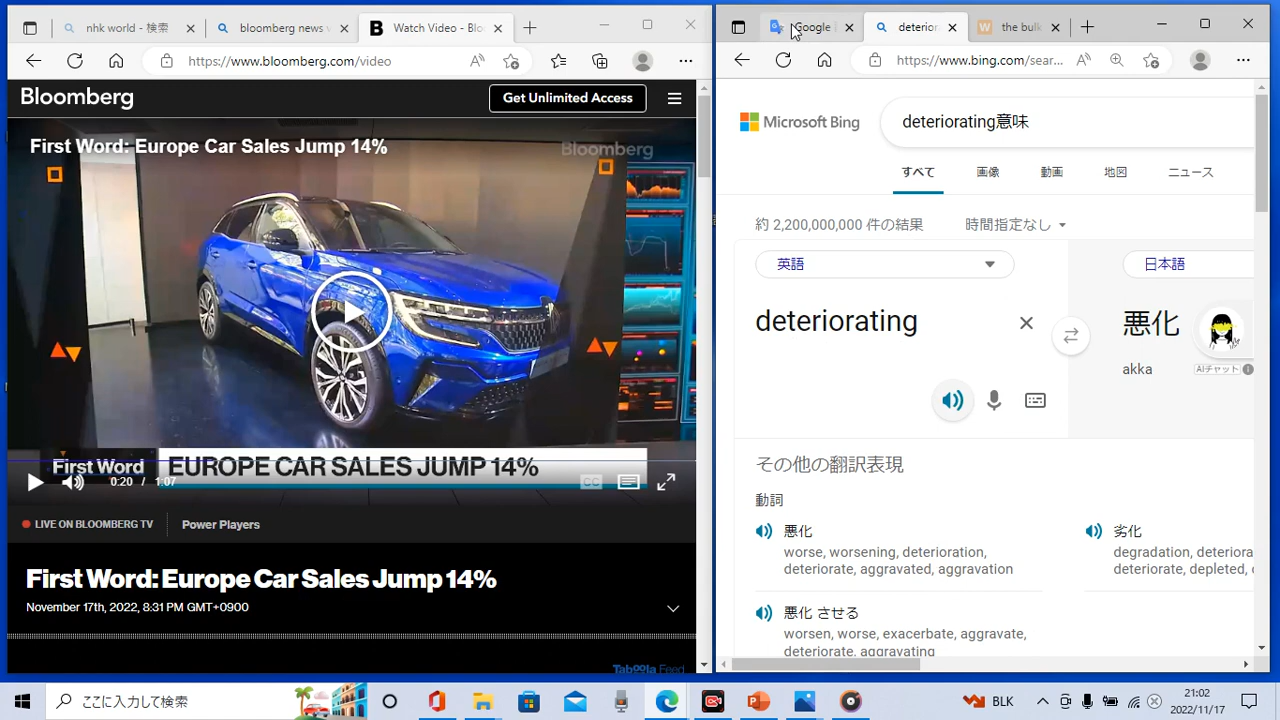 nhk world - 検索
bloomberg news v
B
Watch Video - Blo
https://www.bloomberg.com/video
Bloomberg
Get Unlimited Access
First Word: Europe Car Sales Jump 14%
Bloomberg
First Word
EUROPE CAR SALES JUMP 14%
0:20 / 1:07
CC
LIVE ON BLOOMBERG TV
Power Players
First Word: Europe Car Sales Jump 14%
November 17th, 2022, 8:31 PM GMT+0900
Taboola Feed
Google
deterior
W
the bulk
https://www.bing.com/sear...
Microsoft Bing
deteriorating意味
すべて
画像
動画
地図
ニュース
約 2,200,000,000 件の結果
時間指定なし
英語
日本語
deteriorating
悪化
akka
AIチャット
その他の翻訳表現
動詞
悪化
worse, worsening, deterioration,
deteriorate, aggravated, aggravation
劣化
degradation, deteriora
deteriorate, depleted,
悪化 させる
worsen, worse, exacerbate, aggravate,
deteriorate, aggravating
ここに入力して検索
BLK
21:02
2022/11/17